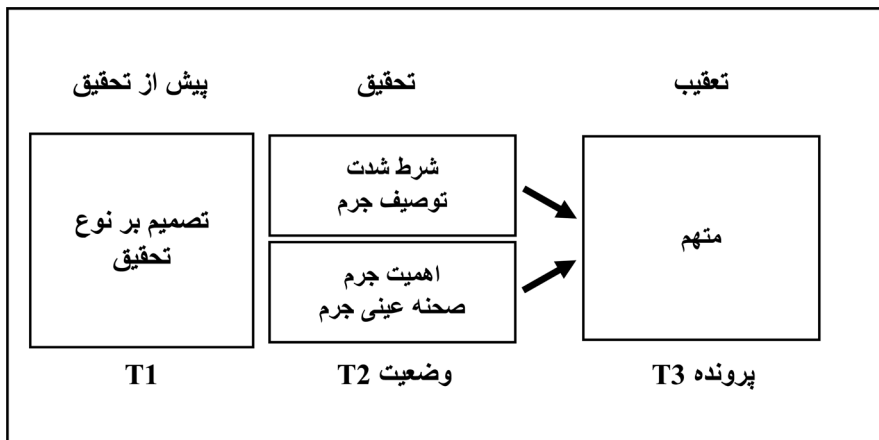 پیش از تحقیق
تحقیق
تعقیب
تصمیم بر نوع
تحقیق
شرط شدت
توصیف جرم
اهمیت جرم
صحنه عینی جرم
متهم
T1
وضعیت T2
پرونده T3